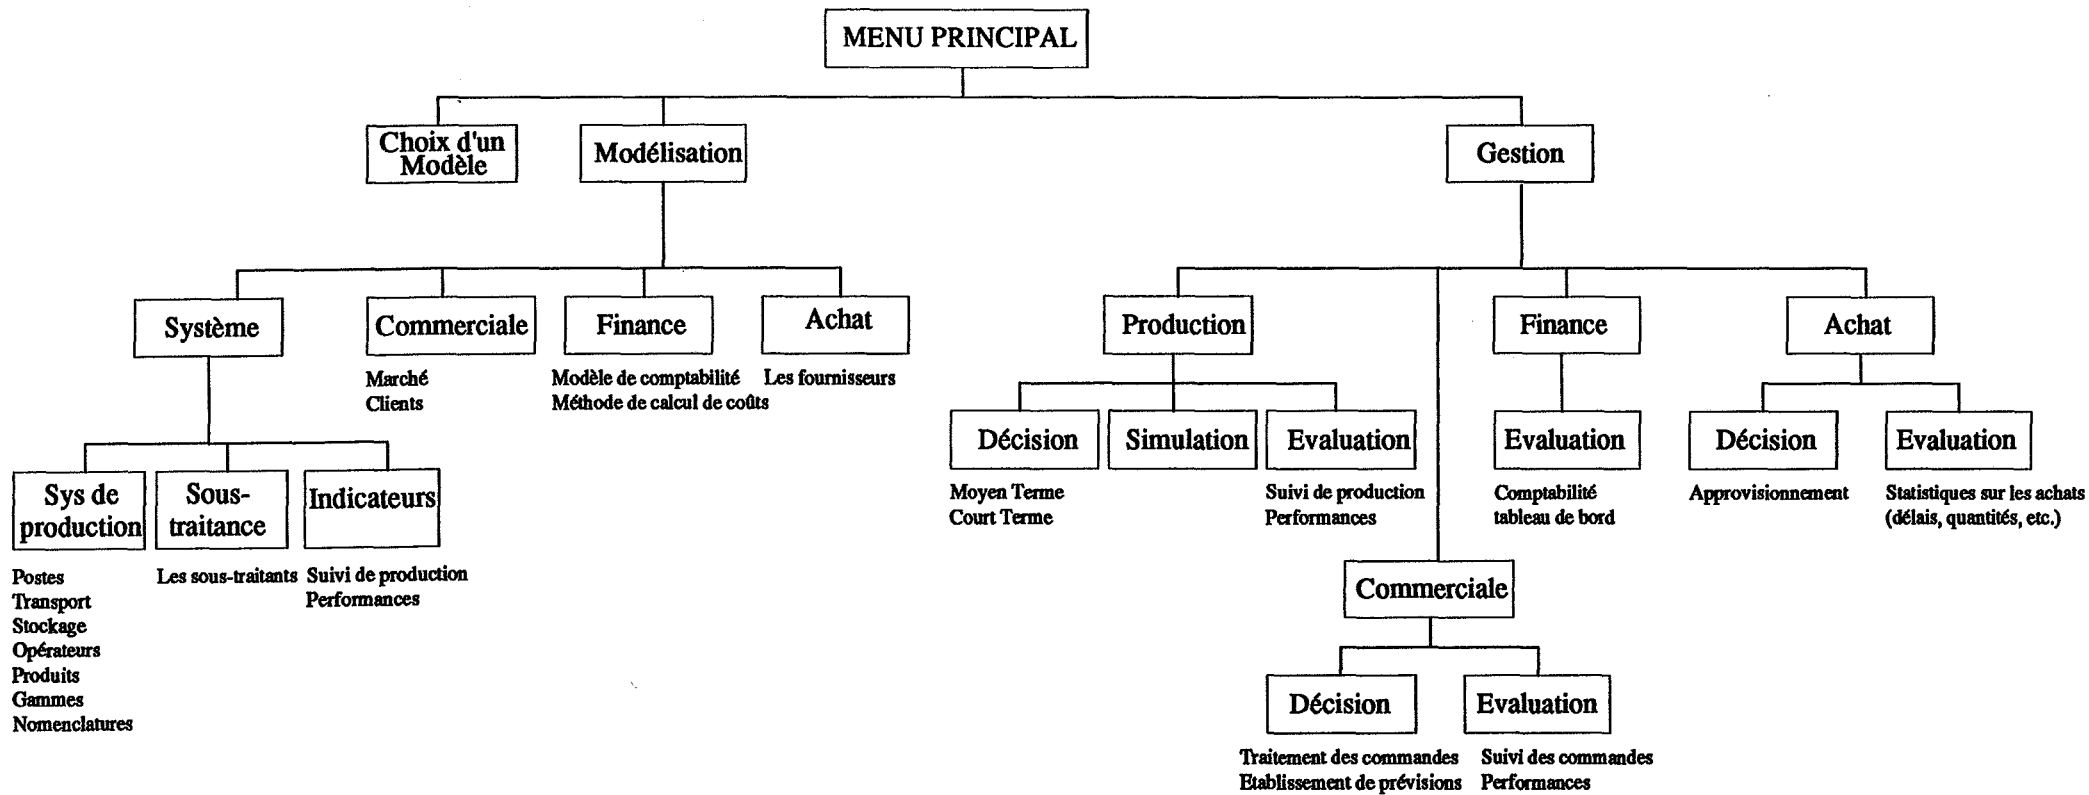 MENU PRINCIPAL
Choix d'un
Modèle
Modélisation
Gestion
Système
Commerciale
Marché
Clients
Finance
Modèle de comptabilité
Méthode de calcul de coûts
Achat
Les fournisseurs
Sys de
production
Postes
Transport
Stockage
Opérateurs
Produits
Gammes
Nomenclatures
Sous-
traitance
Les sous-traitants
Indicateurs
Suivi de production
Performances
Production
Décision
Moyen Terme
Court Terme
Simulation
Evaluation
Suivi de production
Performances
Finance
Evaluation
Comptabilité
tableau de bord
Achat
Décision
Approvisionnement
Evaluation
Statistiques sur les achats
(délais, quantités, etc.)
Commerciale
Décision
Traitement des commandes
Etablissement de prévisions
Evaluation
Suivi des commandes
Performances